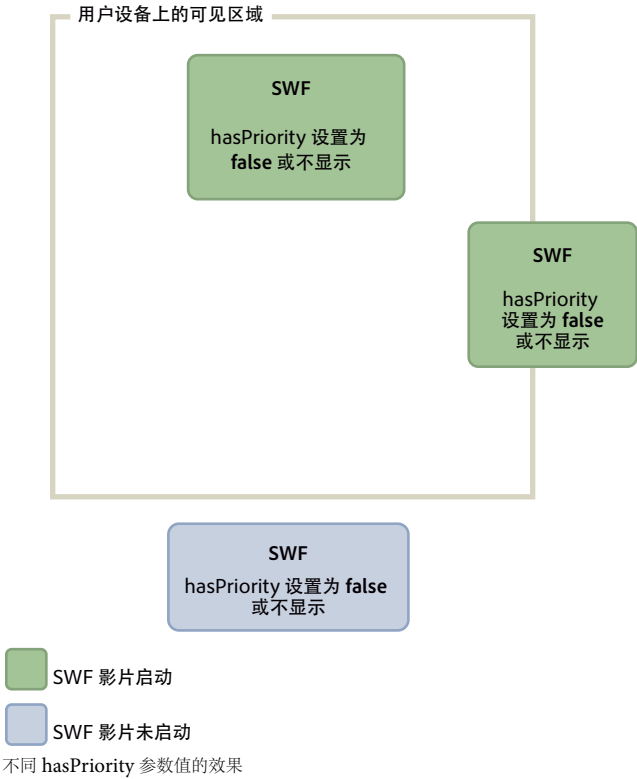 用户设备上的可见区域
SWF
hasPriority 设置为
false 或不显示
SWF
hasPriority
设置为 false
或不显示
SWF
hasPriority 设置为 false
或不显示
SWF 影片启动
SWF 影片未启动
不同 hasPriority 参数值的效果